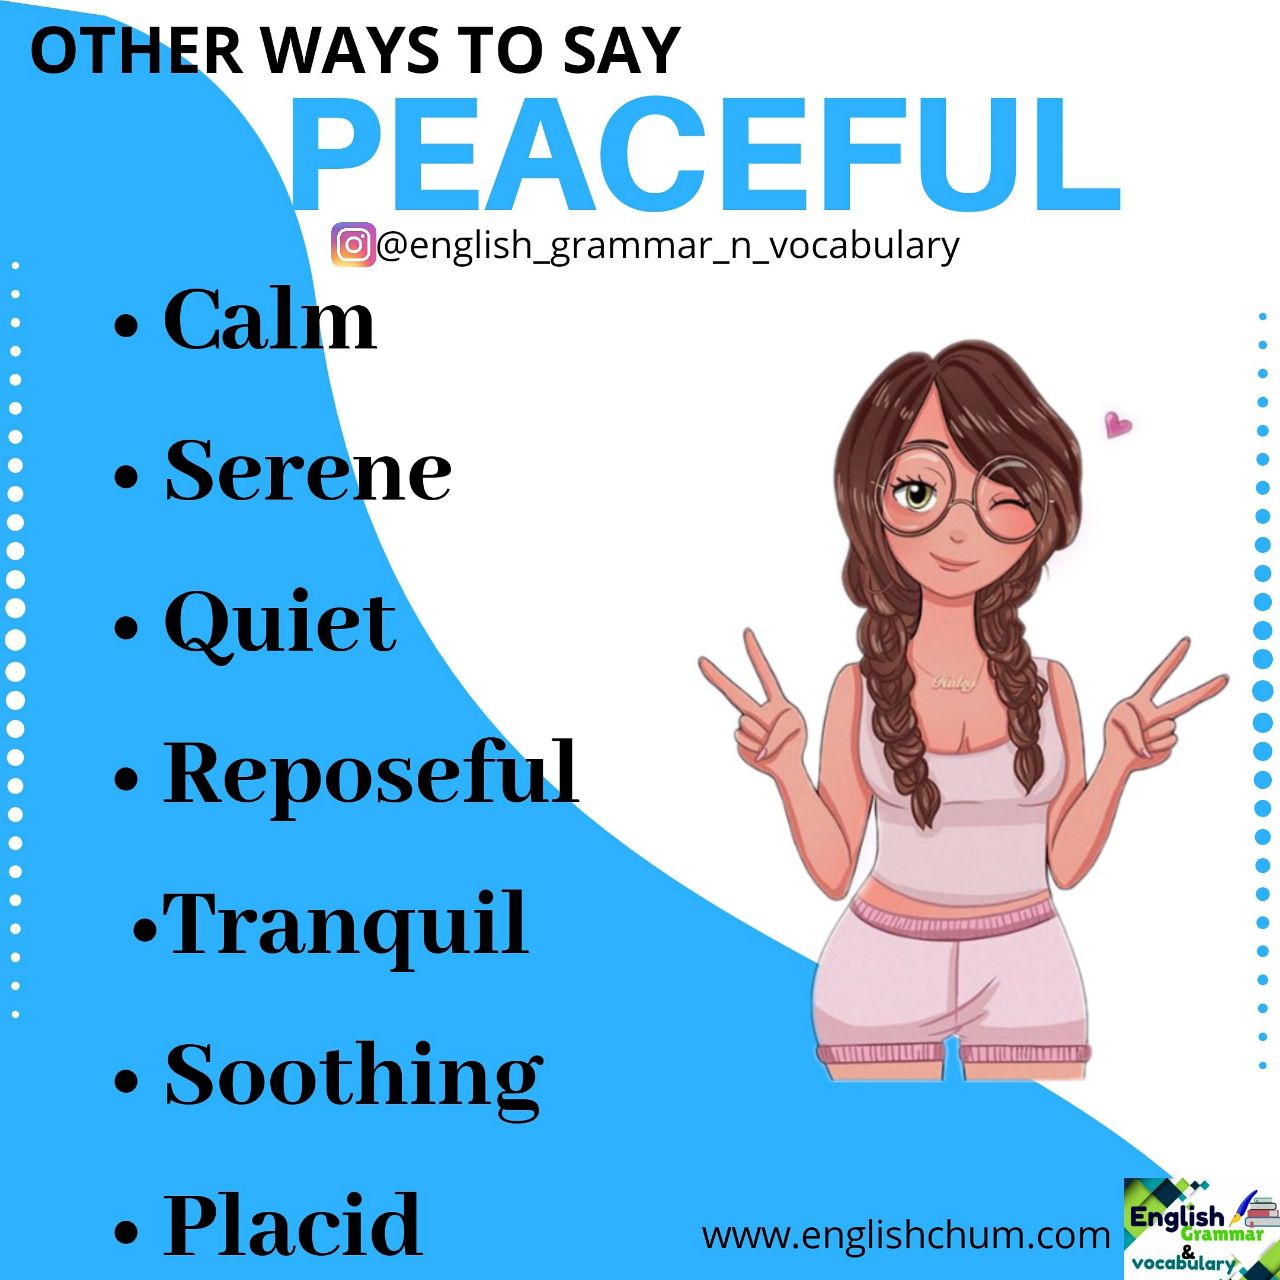 OTHER WAYS TO SAY
PEACEFUL
@english_grammar_n_vocabulary
• Calm
• Serene
• Quiet
• Reposeful
•Tranquil
• Soothing
• Placid
Haley
www.englishchum.com
English
Grammar
&
vocabulary